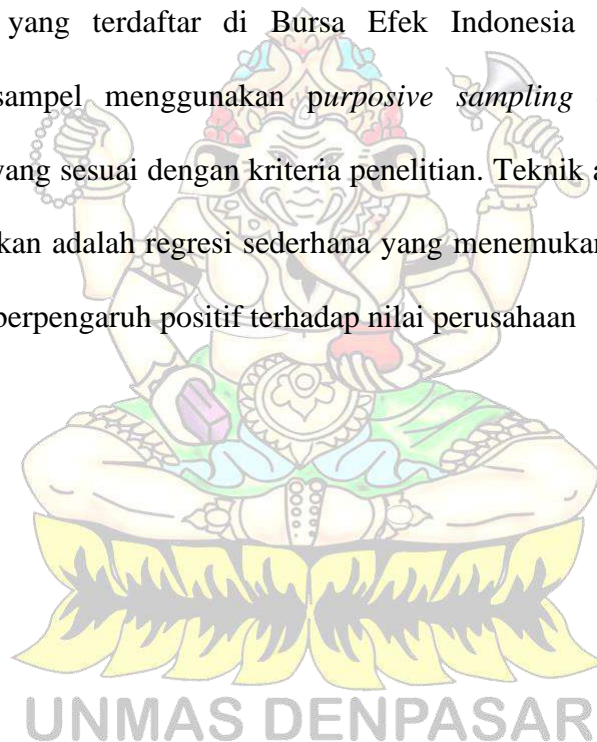 yang terdaftar di Bursa Efek Indonesia
sampel menggunakan purposive sampling
yang sesuai dengan kriteria penelitian. Teknik a
kan adalah regresi sederhana yang menemukan
berpengaruh positif terhadap nilai perusahaan
UNMAS DENPASAR